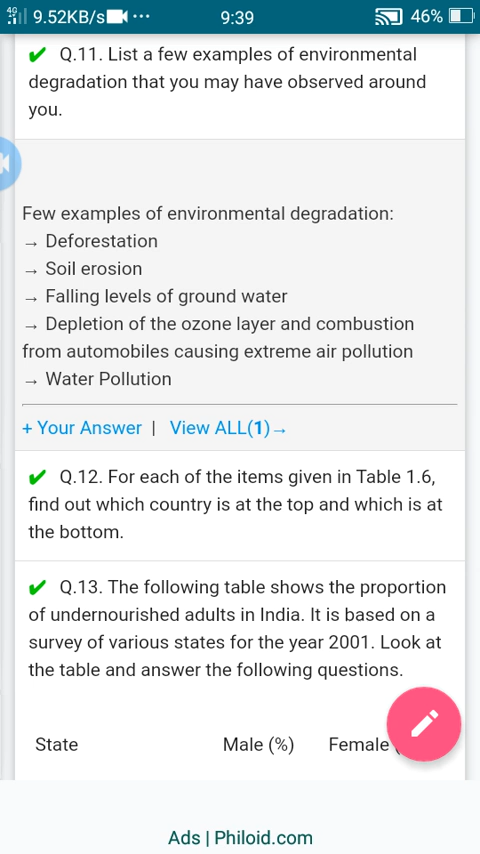 4G 9.52KB/s ••• 9:39 46%
✔ Q.11. List a few examples of environmental
degradation that you may have observed around
you.
Few examples of environmental degradation:
→ Deforestation
→ Soil erosion
→ Falling levels of ground water
→ Depletion of the ozone layer and combustion
from automobiles causing extreme air pollution
→ Water Pollution
+ Your Answer | View ALL(1)→
✔ Q.12. For each of the items given in Table 1.6,
find out which country is at the top and which is at
the bottom.
✔ Q.13. The following table shows the proportion
of undernourished adults in India. It is based on a
survey of various states for the year 2001. Look at
the table and answer the following questions.
State Male (%) Female (
Ads | Philoid.com